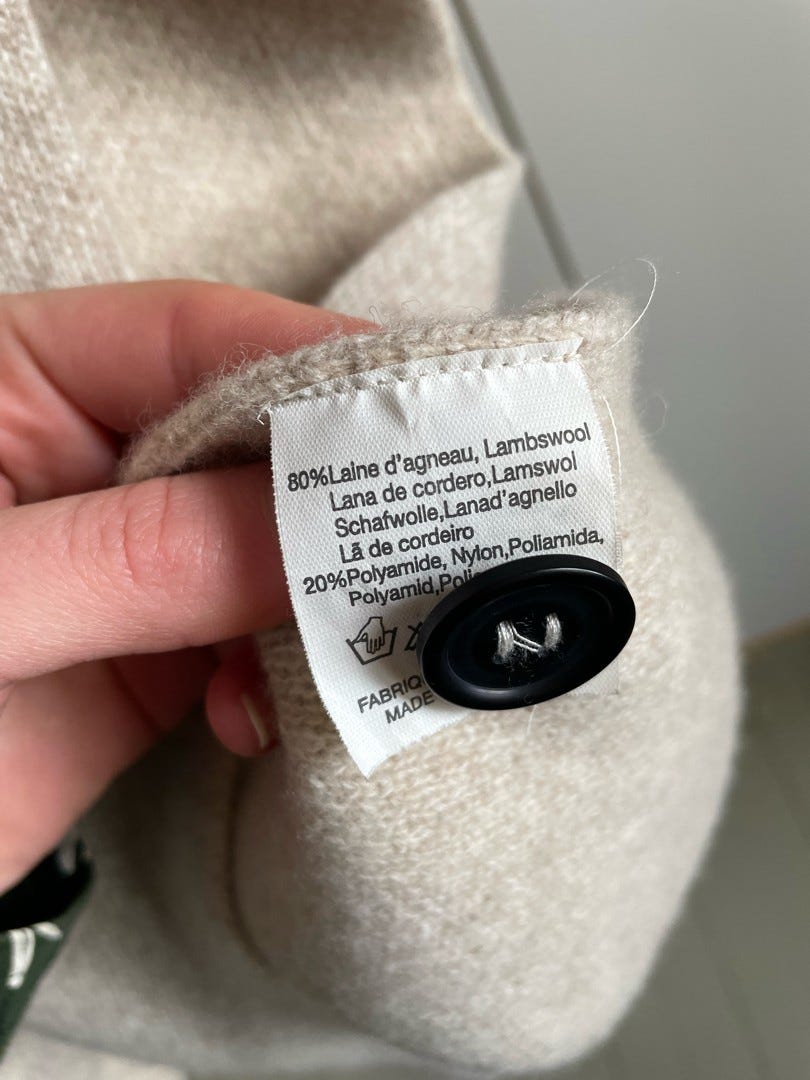 80%Laine d'agneau, Lambswool
Lana de cordero,Lamswol
Schafwolle,Lanad'agnello
Lã de cordeiro
20%Polyamide, Nylon,Poliamida,
Polyamid,Poli
FABRIQ
MADE